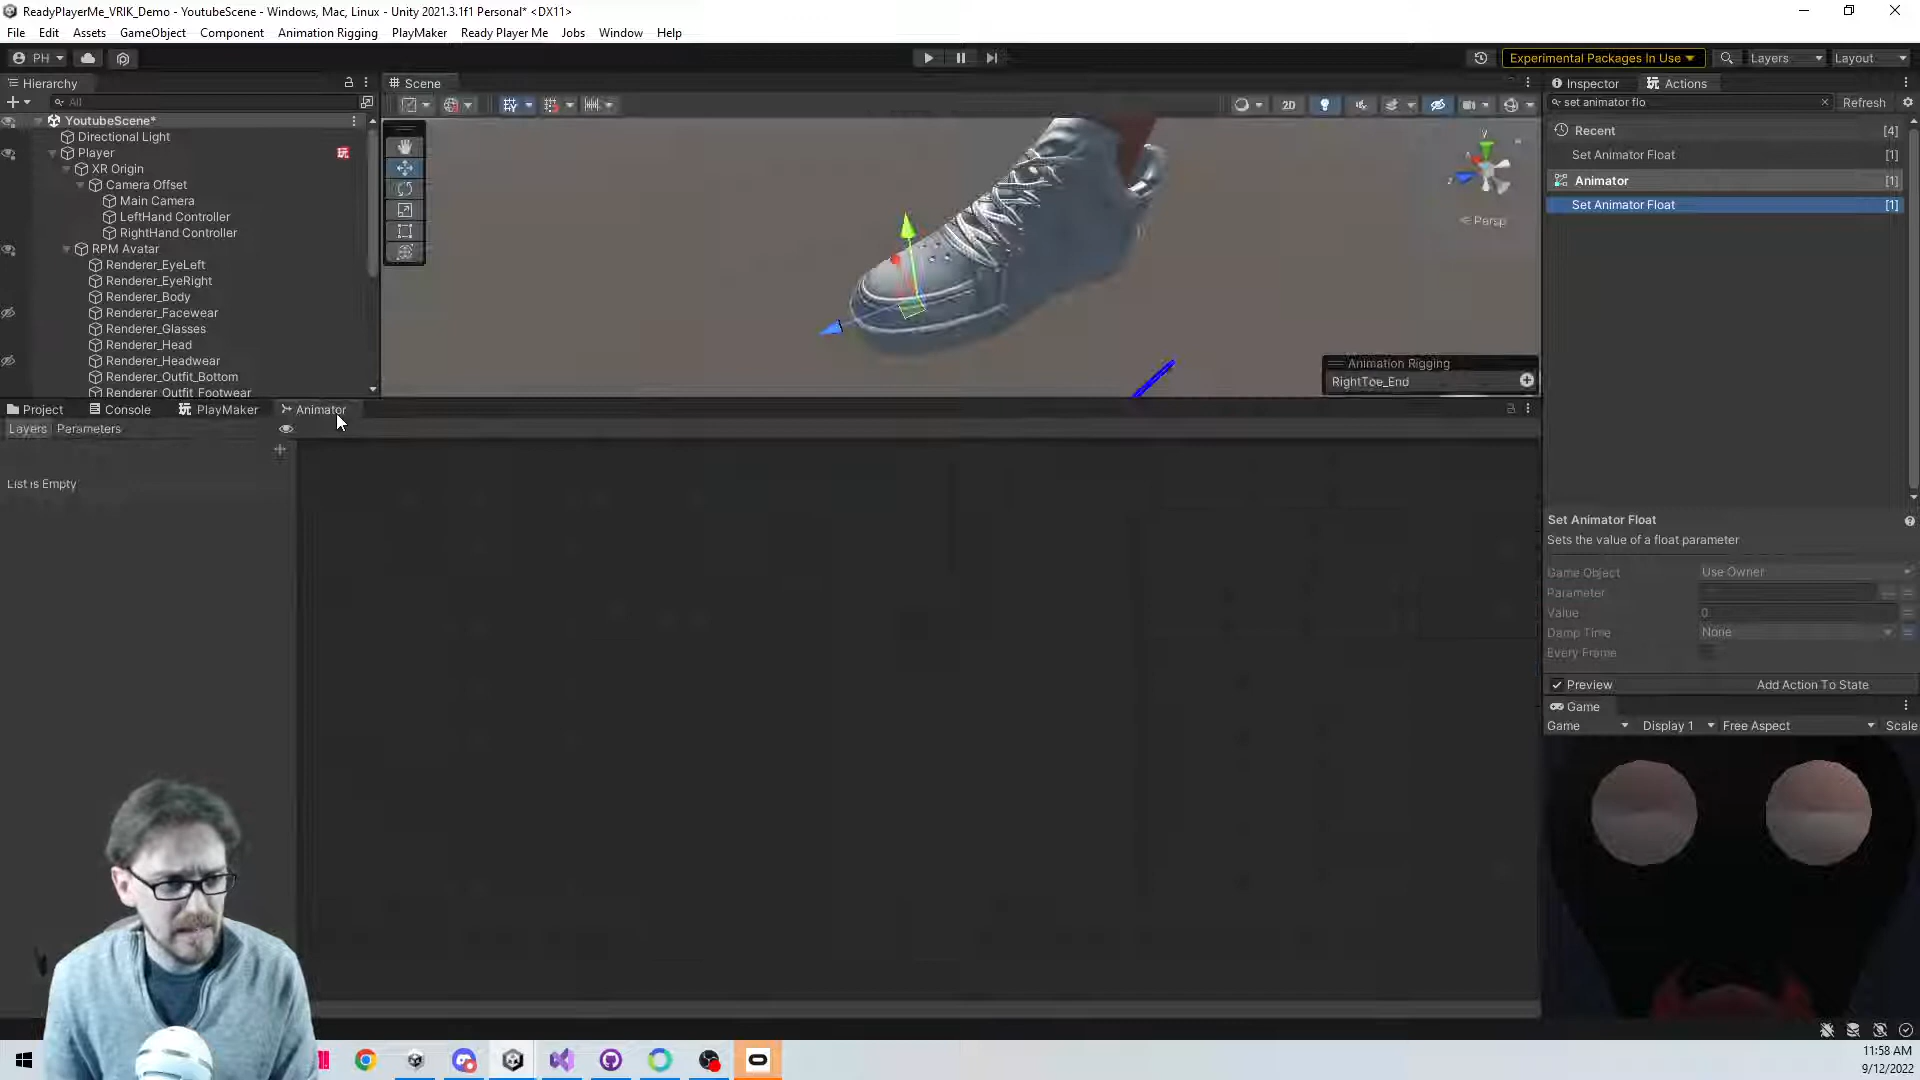 ReadyPlayerMe_VRIK_Demo - YoutubeScene - Windows, Mac, Linux - Unity 2021.3.1f1 Personal* <DX11>
File Edit Assets GameObject Component Animation Rigging PlayMaker Ready Player Me Jobs Window Help
PH Experimental Packages In Use Layers Layout
Hierarchy
All
YoutubeScene*
Directional Light
Player
XR Origin
Camera Offset
Main Camera
LeftHand Controller
RightHand Controller
RPM Avatar
Renderer_EyeLeft
Renderer_EyeRight
Renderer_Body
Renderer_Facewear
Renderer_Glasses
Renderer_Head
Renderer_Headwear
Renderer_Outfit_Bottom
Renderer_Outfit_Footwear
Scene
2D
y
z
Persp
Animation Rigging
RightToe_End
Inspector Actions
set animator flo Refresh
Recent [4]
Set Animator Float [1]
Animator [1]
Set Animator Float [1]
Project Console PlayMaker Animator
Layers Parameters
List is Empty
Set Animator Float
Sets the value of a float parameter
Game Object Use Owner
Parameter
Value 0
Damp Time None
Every Frame
Preview Add Action To State
Game
Game Display 1 Free Aspect Scale
11:58 AM
9/12/2022